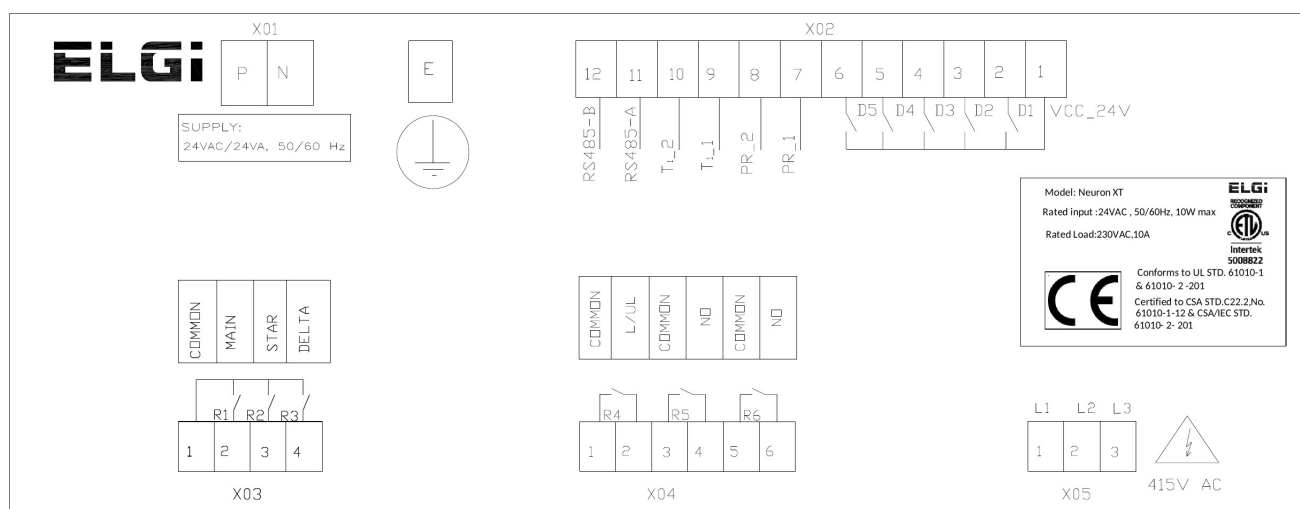 ELGi
X01
P N
SUPPLY:
24VAC/24VA, 50/60 Hz
E
X02
12 11 10 9 8 7 6 5 4 3 2 1
RS485-B
RS485-A
T1_2
T1_1
PR_2
PR_1
D5 D4 D3 D2 D1 VCC_24V
Model: Neuron XT
Rated input :24VAC , 50/60Hz, 10W max
Rated Load:230VAC,10A
ELGi
RECOGNIZED
COMPONENT
ETL
C US
Intertek
5008822
CE
Conforms to UL STD. 61010-1
& 61010- 2 -201
Certified to CSA STD.C22.2,No.
61010-1-12 & CSA/IEC STD.
61010- 2- 201
COMMON
MAIN
STAR
DELTA
R1 R2 R3
1 2 3 4
X03
COMMON
L/UL
COMMON
NO
COMMON
NO
R4 R5 R6
1 2 3 4 5 6
X04
L1 L2 L3
1 2 3
X05
415V AC